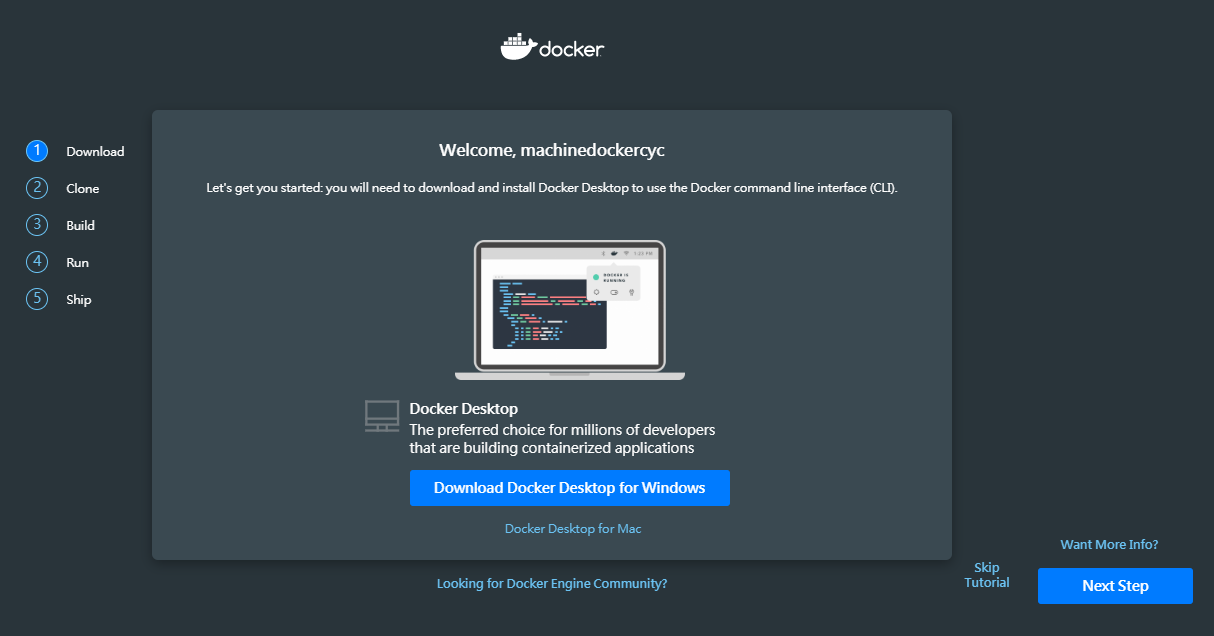 docker
1 Download
2 Clone
3 Build
4 Run
5 Ship
Welcome, machinedockercyc
Let's get you started: you will need to download and install Docker Desktop to use the Docker command line interface (CLI).
1:23 PM
DOCKER IS
RUNNING
Docker Desktop
The preferred choice for millions of developers
that are building containerized applications
Download Docker Desktop for Windows
Docker Desktop for Mac
Looking for Docker Engine Community?
Want More Info?
Skip
Tutorial
Next Step